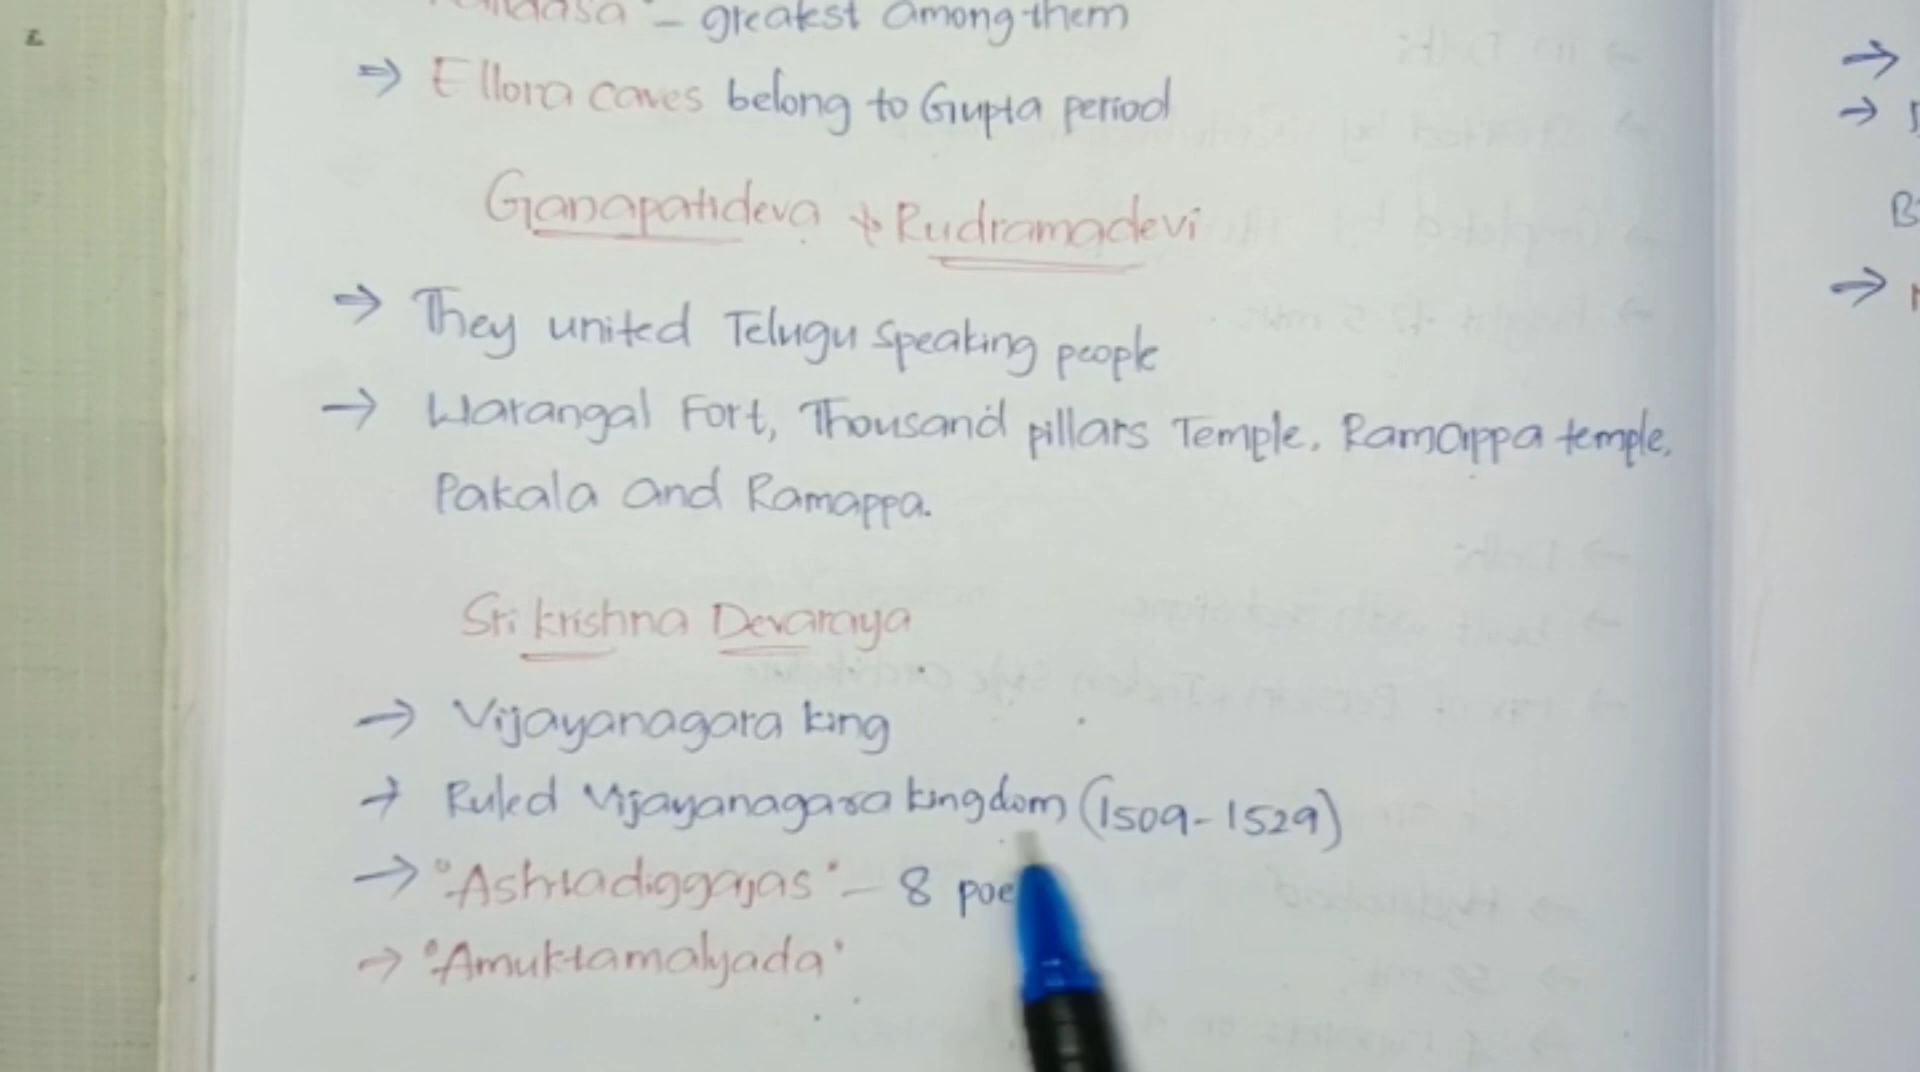 – greatest among them
⇒ Ellora caves belong to Gupta period
Ganapatideva & Rudramadevi
⇒ They united Telugu speaking people
→ Warangal Fort, Thousand pillars Temple, Ramappa temple,
Pakala and Ramappa.
Sri krishna Devaraya
→ Vijayanagara king
→ Ruled Vijayanagara kingdom (1509-1529)
→ "Ashtadiggajas" – 8 poe
→ "Amuktamalyada"